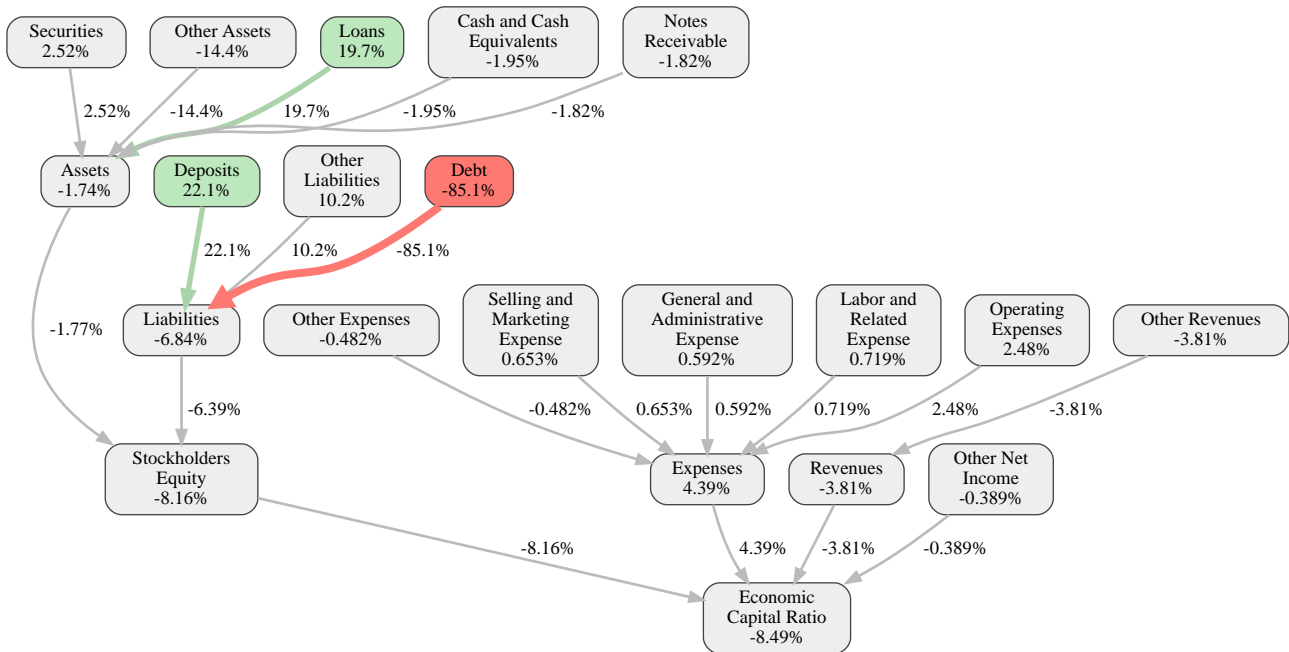 Securities
2.52%
Other Assets
-14.4%
Loans
19.7%
Cash and Cash
Equivalents
-1.95%
Notes
Receivable
-1.82%
2.52%
-14.4%
19.7%
-1.95%
-1.82%
Assets
-1.74%
Deposits
22.1%
Other
Liabilities
10.2%
Debt
-85.1%
-1.77%
22.1%
10.2%
-85.1%
Liabilities
-6.84%
Other Expenses
-0.482%
Selling and
Marketing
Expense
0.653%
General and
Administrative
Expense
0.592%
Labor and
Related
Expense
0.719%
Operating
Expenses
2.48%
Other Revenues
-3.81%
-6.39%
-0.482%
0.653%
0.592%
0.719%
2.48%
-3.81%
Stockholders
Equity
-8.16%
Expenses
4.39%
Revenues
-3.81%
Other Net
Income
-0.389%
-8.16%
4.39%
-3.81%
-0.389%
Economic
Capital Ratio
-8.49%